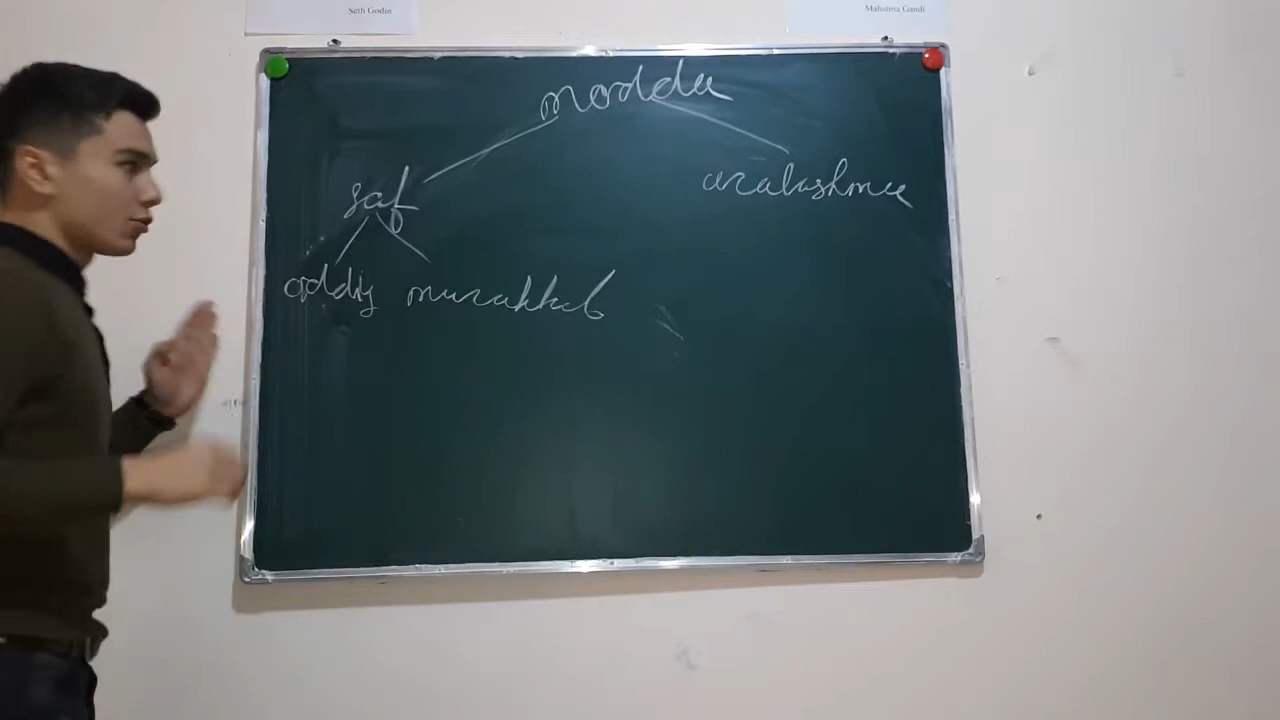 Seth Godin
Mahatma Gandi
modda
saf
aralashma
oddiy murakkab